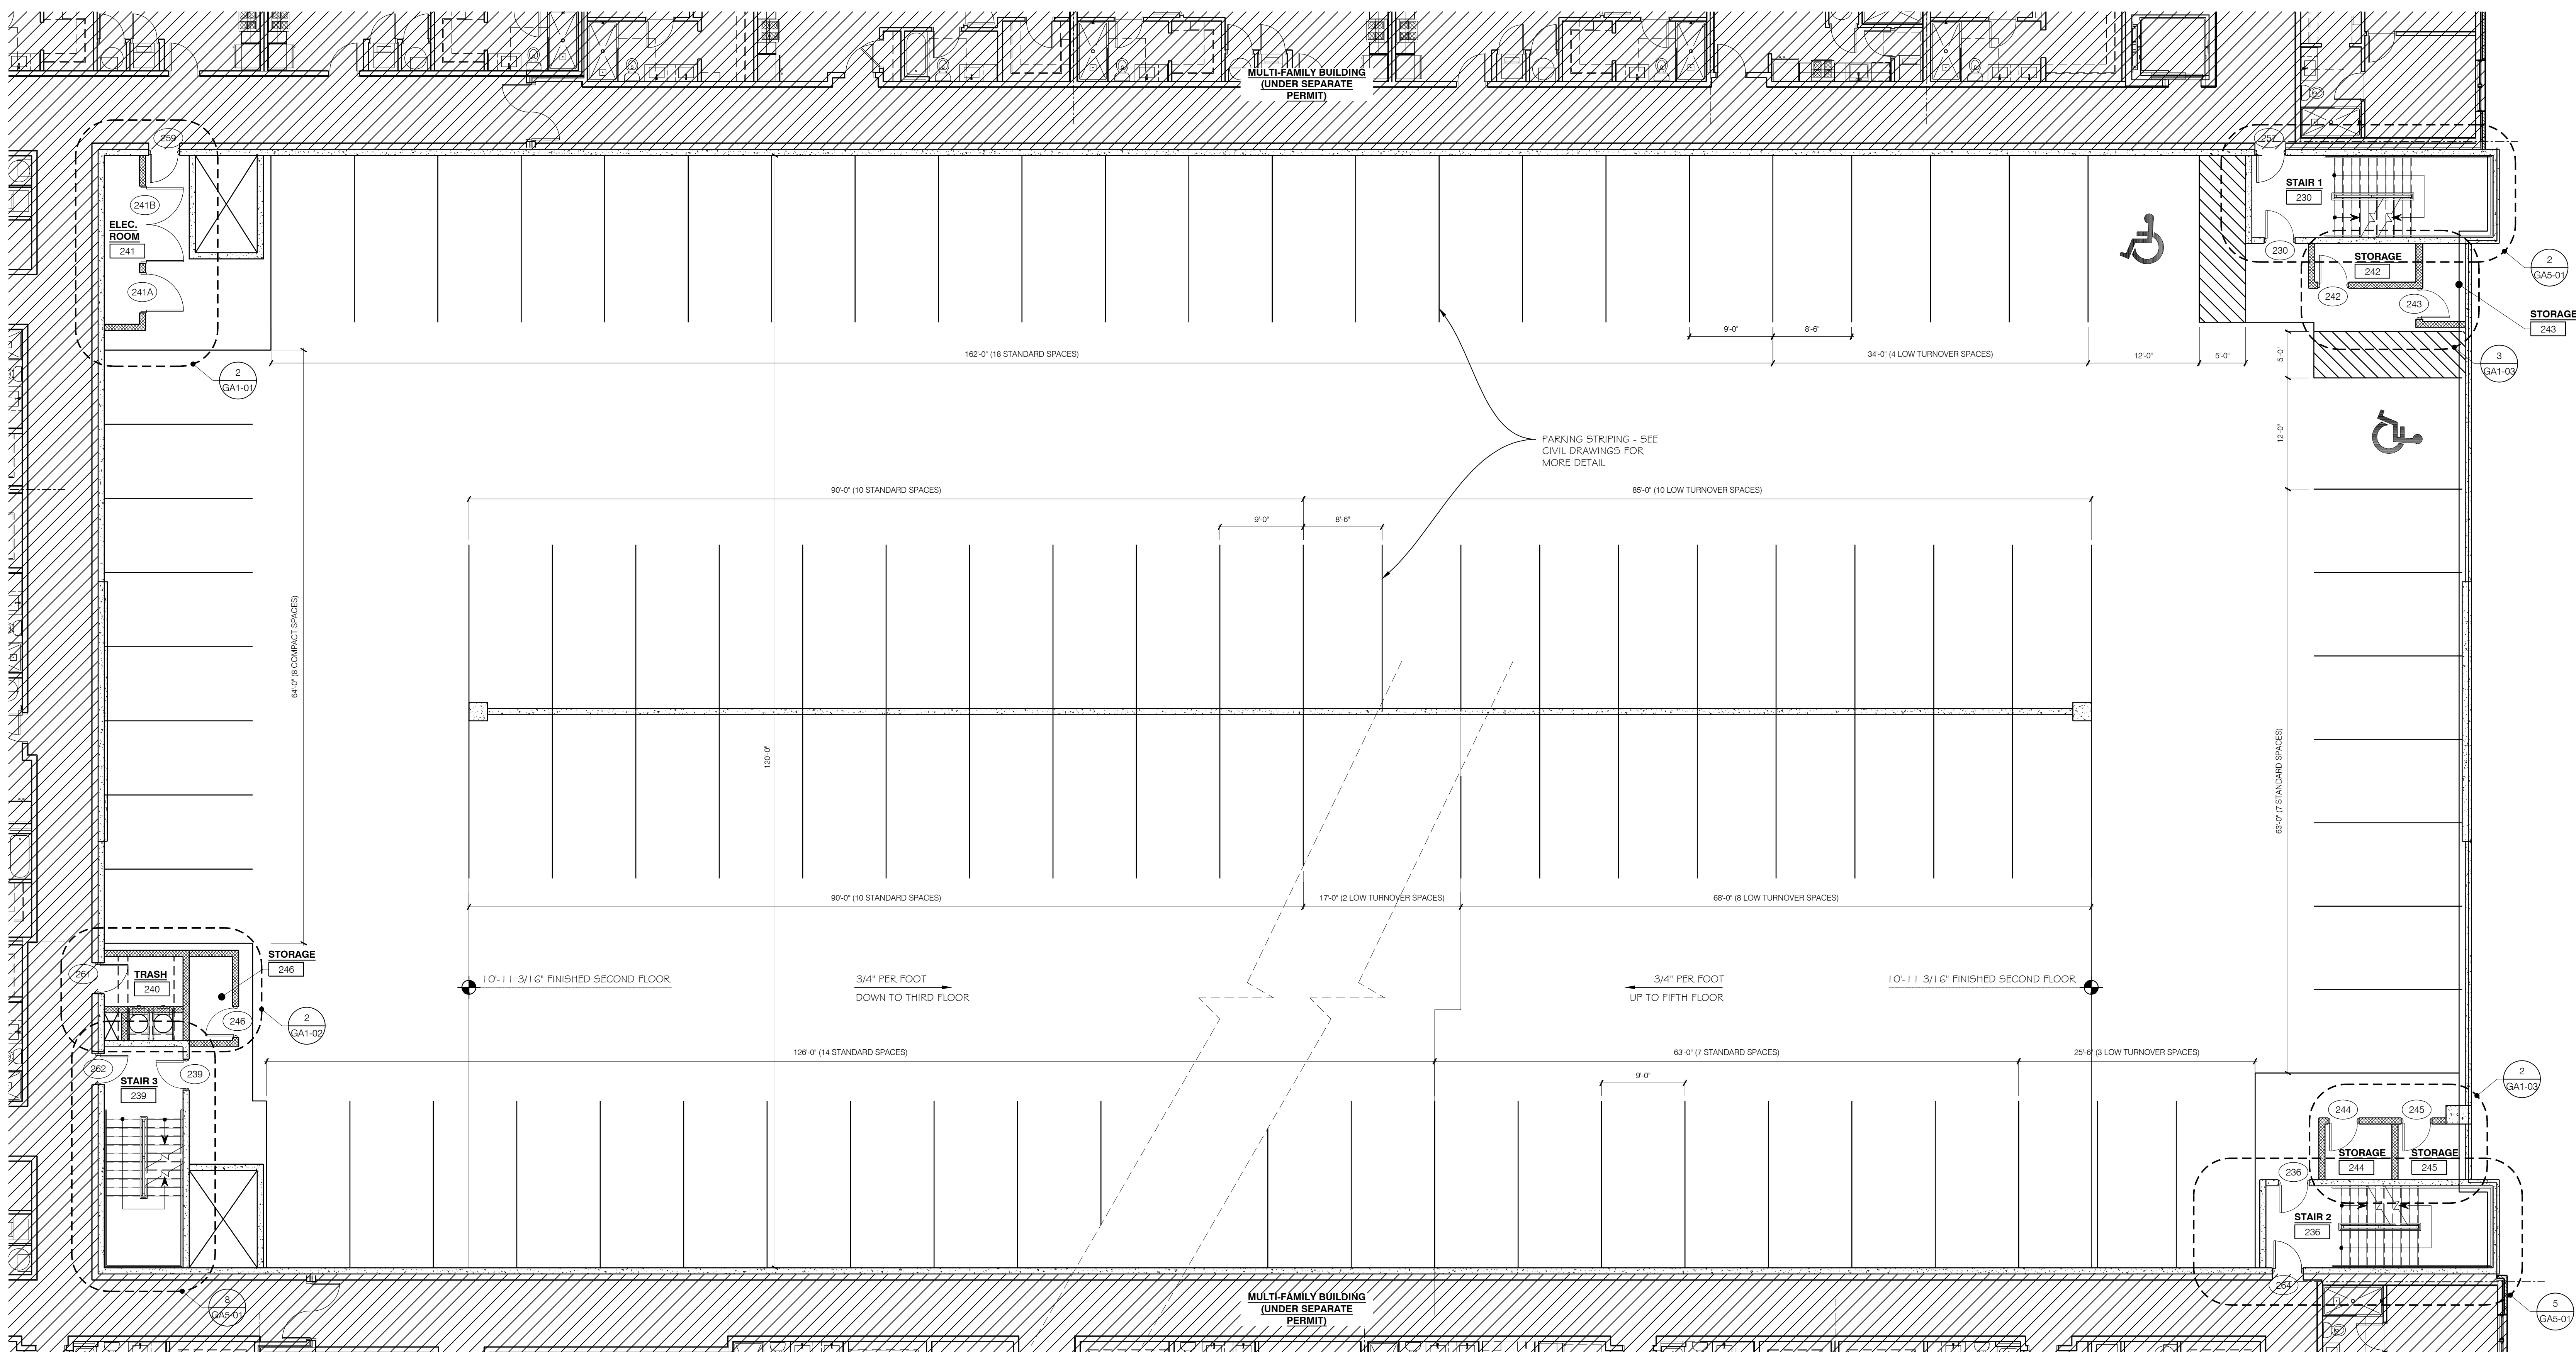 MULTI-FAMILY BUILDING
(UNDER SEPARATE
PERMIT)
259
257
241B
ELEC.
ROOM
241
241A
STAIR 1
230
230
STORAGE
242
242
243
2
GA5-01
STORAGE
243
3
GA1-03
2
GA1-01
9'-0"
8'-6"
162'-0" (18 STANDARD SPACES)
34'-0" (4 LOW TURNOVER SPACES)
12'-0"
5'-0"
5'-0"
12'-0"
PARKING STRIPING - SEE
CIVIL DRAWINGS FOR
MORE DETAIL
90'-0" (10 STANDARD SPACES)
85'-0" (10 LOW TURNOVER SPACES)
9'-0"
8'-6"
64'-0" (8 COMPACT SPACES)
120'-0"
63'-0" (7 STANDARD SPACES)
90'-0" (10 STANDARD SPACES)
17'-0" (2 LOW TURNOVER SPACES)
68'-0" (8 LOW TURNOVER SPACES)
261
TRASH
240
STORAGE
246
246
2
GA1-02
10'-11 3/16" FINISHED SECOND FLOOR
3/4" PER FOOT
DOWN TO THIRD FLOOR
3/4" PER FOOT
UP TO FIFTH FLOOR
10'-11 3/16" FINISHED SECOND FLOOR
126'-0" (14 STANDARD SPACES)
63'-0" (7 STANDARD SPACES)
25'-6" (3 LOW TURNOVER SPACES)
9'-0"
262
239
STAIR 3
239
2
GA1-03
244
245
STORAGE
244
STORAGE
245
236
STAIR 2
236
264
8
GA5-01
5
GA5-01
MULTI-FAMILY BUILDING
(UNDER SEPARATE
PERMIT)